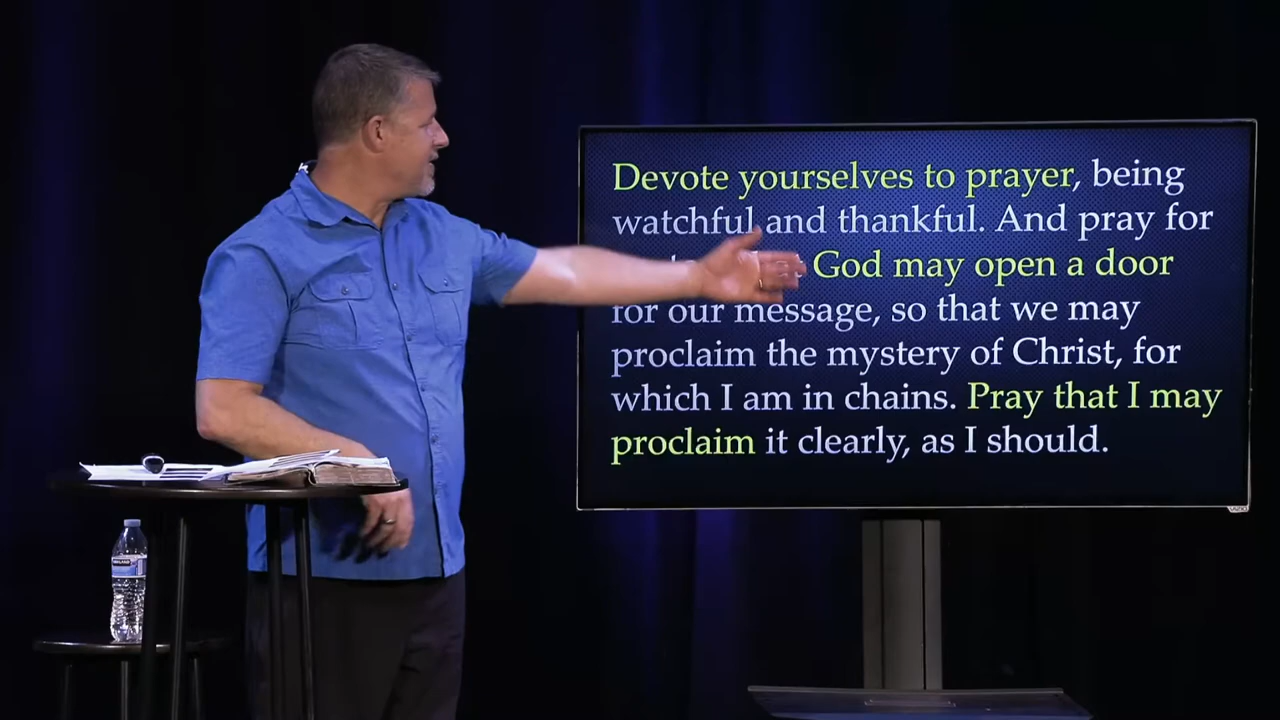 Devote yourselves to prayer, being
watchful and thankful. And pray for
God may open a door
for our message, so that we may
proclaim the mystery of Christ, for
which I am in chains. Pray that I may
proclaim it clearly, as I should.